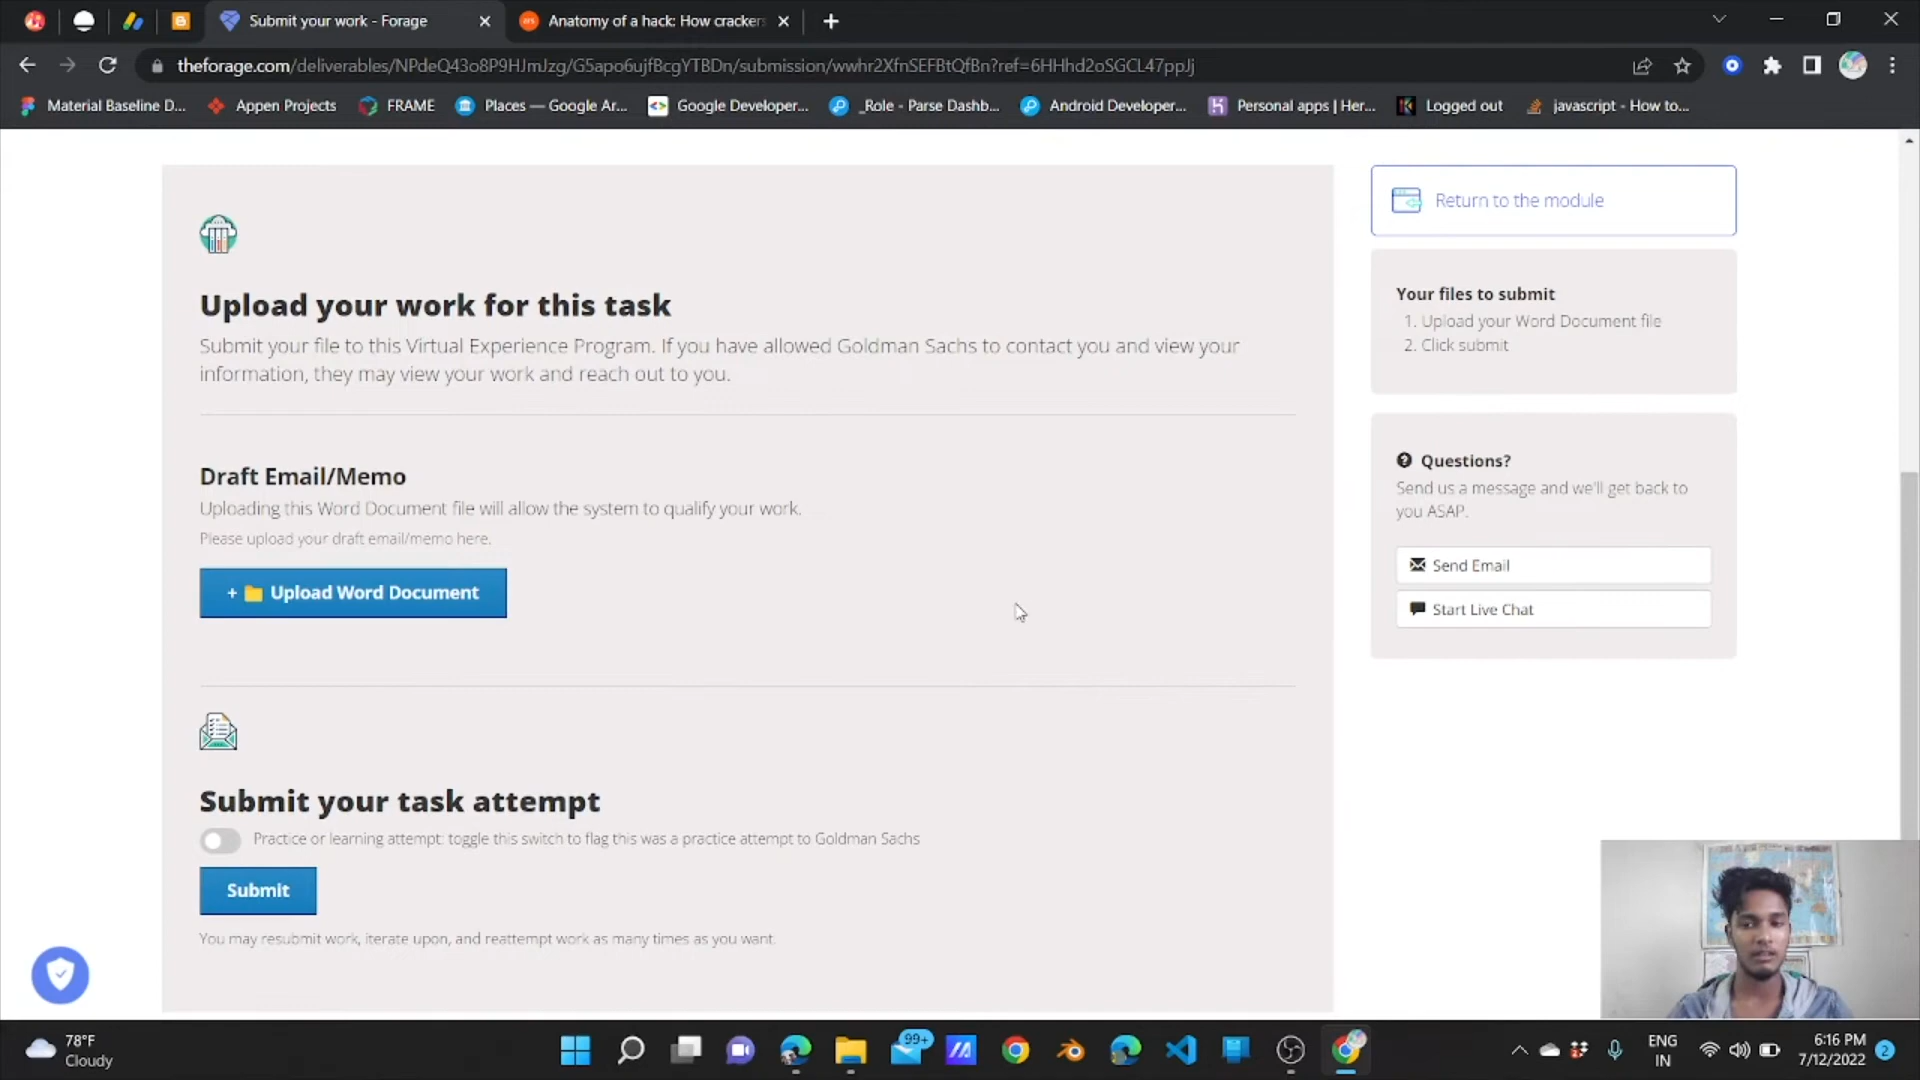 Submit your work - Forage
Anatomy of a hack: How crackers
theforage.com/deliverables/NPdeQ43o8P9HJmJzg/G5apo6ujfBcgYTBDn/submission/wwhr2XfnSEFBtQfBn?ref=6HHhd2oSGCL47ppJj
Material Baseline D...
Appen Projects
FRAME
Places — Google Ar...
Google Developer...
_Role - Parse Dashb...
Android Developer...
Personal apps | Her...
Logged out
javascript - How to...
Upload your work for this task
Submit your file to this Virtual Experience Program. If you have allowed Goldman Sachs to contact you and view your
information, they may view your work and reach out to you.
Draft Email/Memo
Uploading this Word Document file will allow the system to qualify your work.
Please upload your draft email/memo here.
+ Upload Word Document
Submit your task attempt
Practice or learning attempt: toggle this switch to flag this was a practice attempt to Goldman Sachs
Submit
You may resubmit work, iterate upon, and reattempt work as many times as you want.
Return to the module
Your files to submit
1. Upload your Word Document file
2. Click submit
Questions?
Send us a message and we'll get back to
you ASAP.
Send Email
Start Live Chat
78°F
Cloudy
99+
ENG
IN
6:16 PM
7/12/2022
2